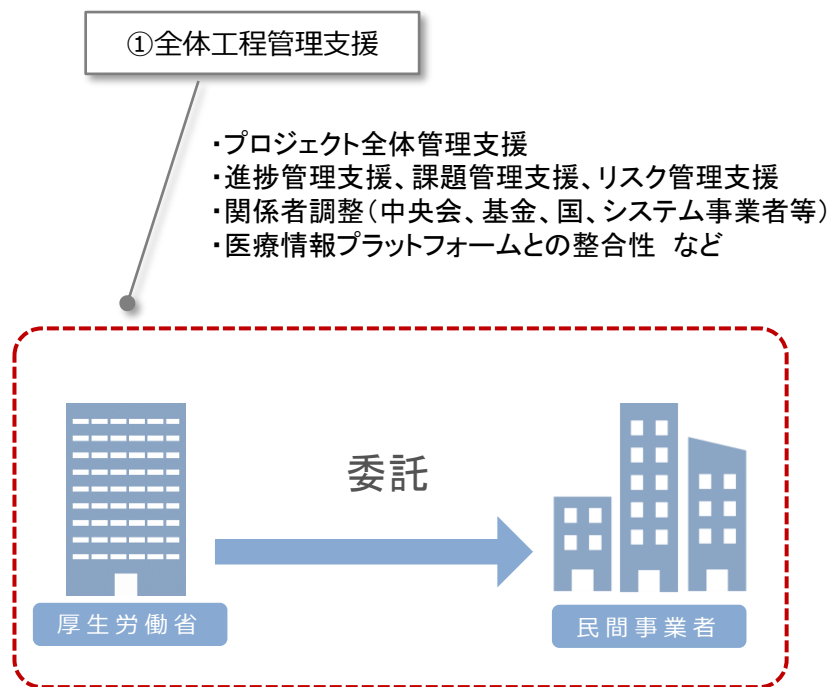 ①全体工程管理支援
・プロジェクト全体管理支援
・進捗管理支援、課題管理支援、リスク管理支援
・関係者調整（中央会、基金、国、システム事業者等）
・医療情報プラットフォームとの整合性 など
委託
厚生労働省
民間事業者